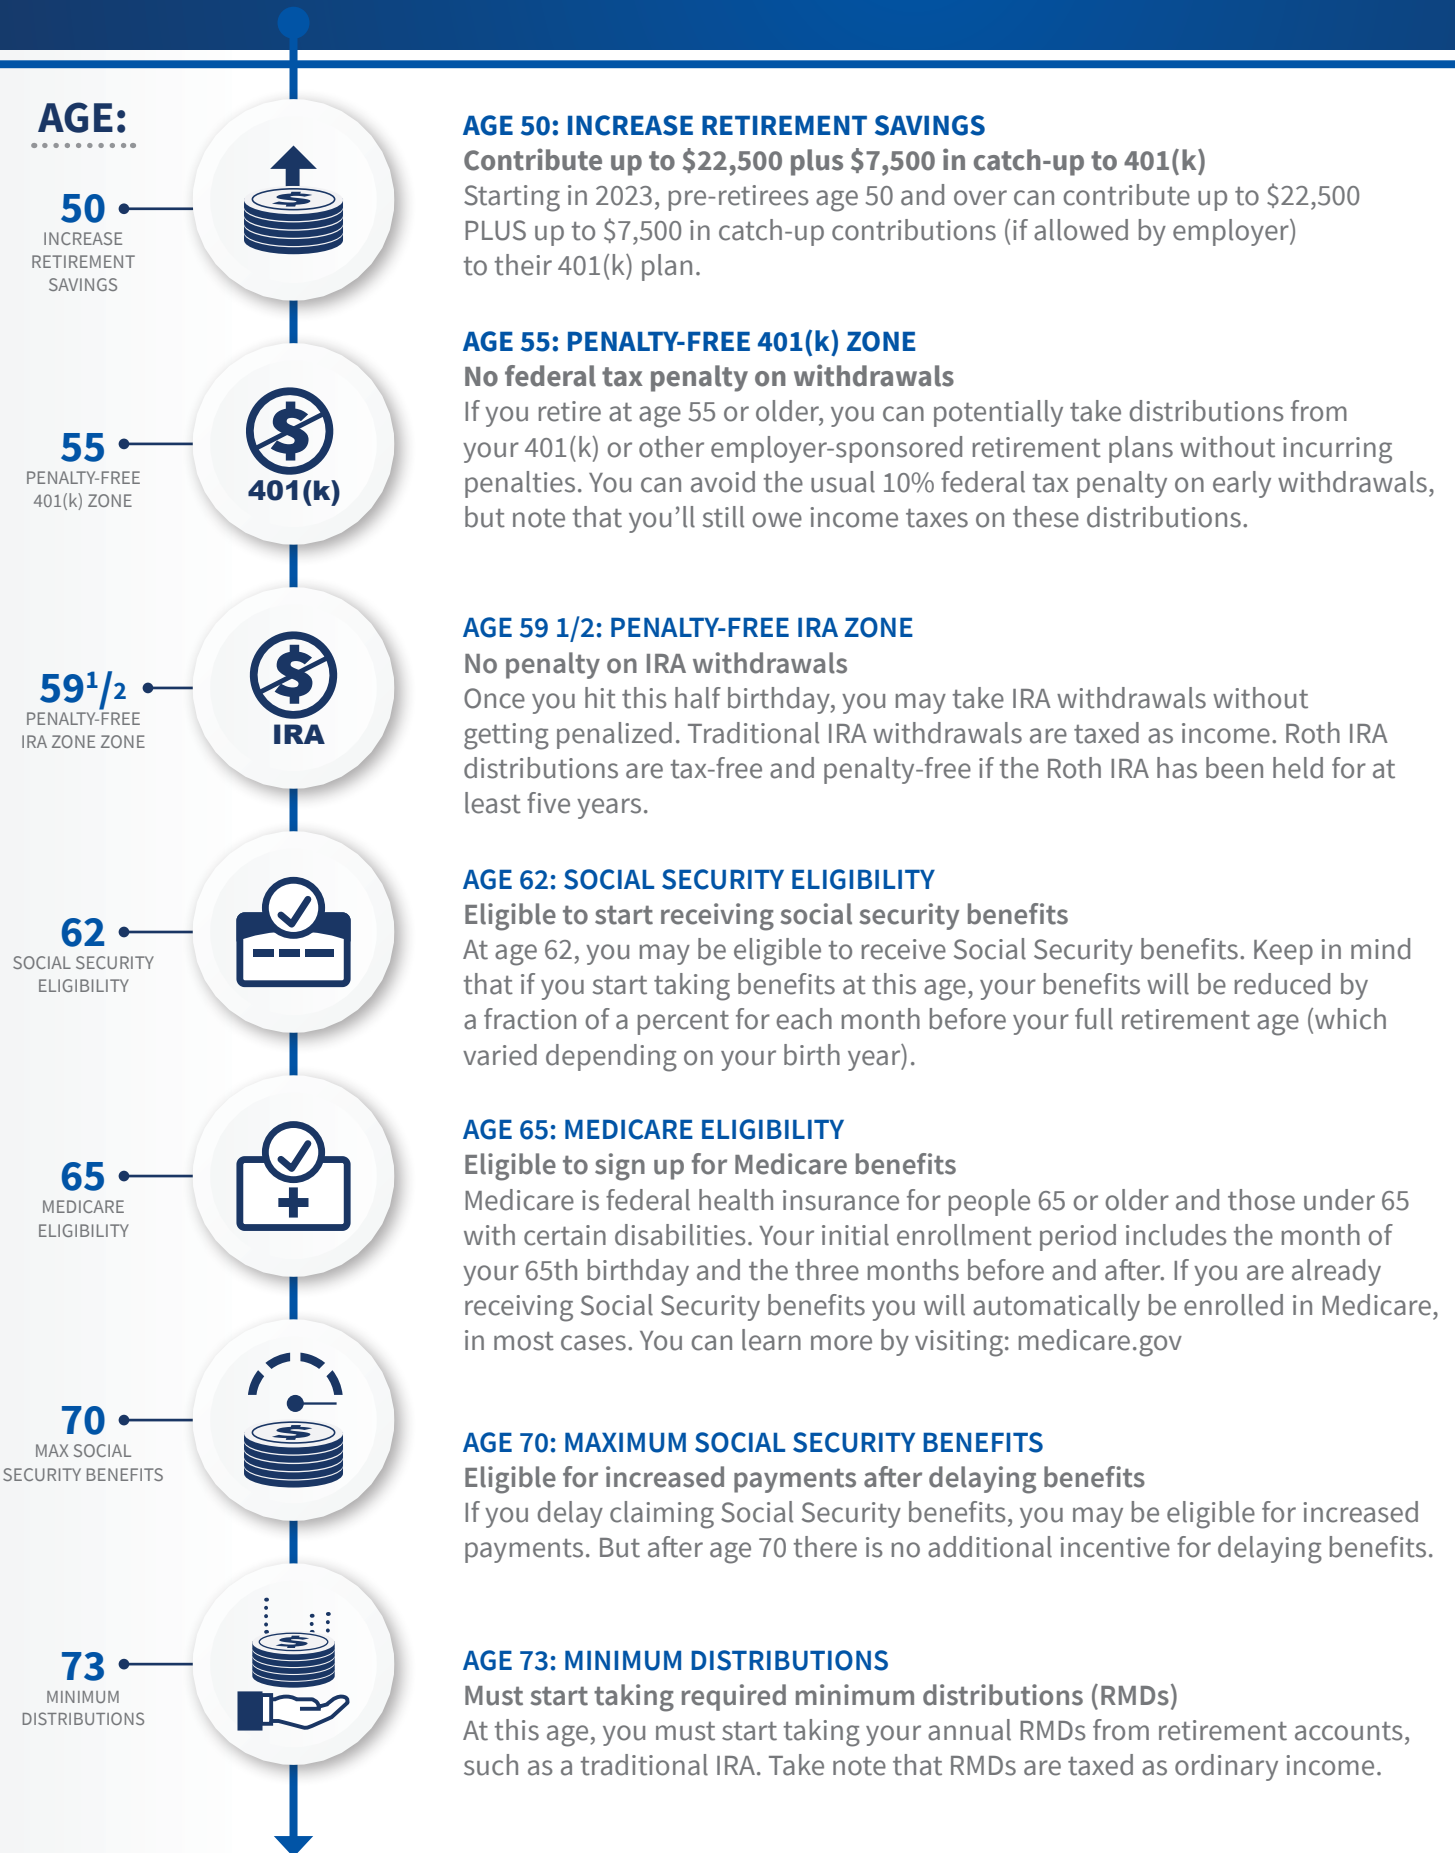 AGE:
50
INCREASE
RETIREMENT
SAVINGS
AGE 50: INCREASE RETIREMENT SAVINGS
Contribute up to $22,500 plus $7,500 in catch-up to 401(k)
Starting in 2023, pre-retirees age 50 and over can contribute up to $22,500
PLUS up to $7,500 in catch-up contributions (if allowed by employer)
to their 401(k) plan.
55
PENALTY-FREE
401(k) ZONE
$
401(k)
AGE 55: PENALTY-FREE 401(k) ZONE
No federal tax penalty on withdrawals
If you retire at age 55 or older, you can potentially take distributions from
your 401(k) or other employer-sponsored retirement plans without incurring
penalties. You can avoid the usual 10% federal tax penalty on early withdrawals,
but note that you’ll still owe income taxes on these distributions.
59¹/₂
PENALTY-FREE
IRA ZONE ZONE
$
IRA
AGE 59 1/2: PENALTY-FREE IRA ZONE
No penalty on IRA withdrawals
Once you hit this half birthday, you may take IRA withdrawals without
getting penalized. Traditional IRA withdrawals are taxed as income. Roth IRA
distributions are tax-free and penalty-free if the Roth IRA has been held for at
least five years.
62
SOCIAL SECURITY
ELIGIBILITY
AGE 62: SOCIAL SECURITY ELIGIBILITY
Eligible to start receiving social security benefits
At age 62, you may be eligible to receive Social Security benefits. Keep in mind
that if you start taking benefits at this age, your benefits will be reduced by
a fraction of a percent for each month before your full retirement age (which
varied depending on your birth year).
65
MEDICARE
ELIGIBILITY
AGE 65: MEDICARE ELIGIBILITY
Eligible to sign up for Medicare benefits
Medicare is federal health insurance for people 65 or older and those under 65
with certain disabilities. Your initial enrollment period includes the month of
your 65th birthday and the three months before and after. If you are already
receiving Social Security benefits you will automatically be enrolled in Medicare,
in most cases. You can learn more by visiting: medicare.gov
70
MAX SOCIAL
SECURITY BENEFITS
$
AGE 70: MAXIMUM SOCIAL SECURITY BENEFITS
Eligible for increased payments after delaying benefits
If you delay claiming Social Security benefits, you may be eligible for increased
payments. But after age 70 there is no additional incentive for delaying benefits.
73
MINIMUM
DISTRIBUTIONS
$
AGE 73: MINIMUM DISTRIBUTIONS
Must start taking required minimum distributions (RMDs)
At this age, you must start taking your annual RMDs from retirement accounts,
such as a traditional IRA. Take note that RMDs are taxed as ordinary income.